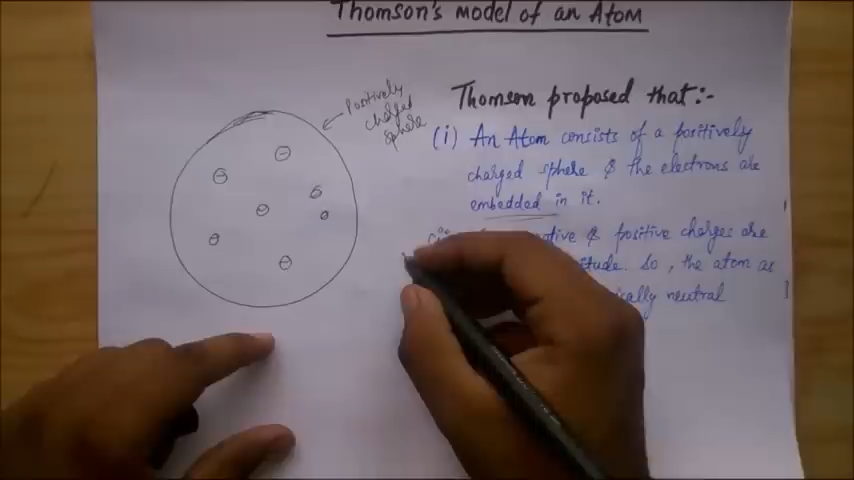 Thomson's model of an Atom
Positively
charged
sphere
Thomson proposed that:-
(i) An Atom consists of a positively
charged sphere & the electrons are
embedded in it.
& positive charges are
So, the atom as
neutral